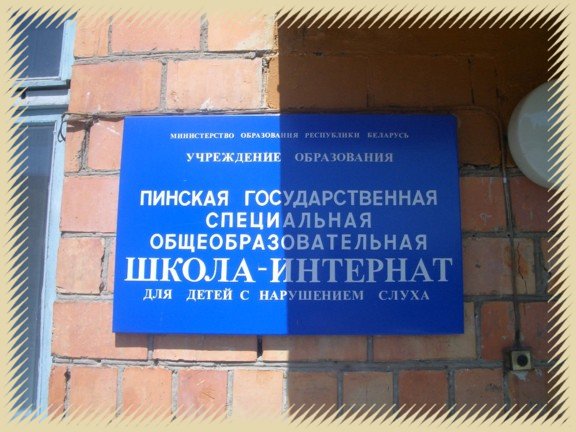 МИНИСТЕРСТВО ОБРАЗОВАНИЯ РЕСПУБЛИКИ БЕЛАРУСЬ
УЧРЕЖДЕНИЕ ОБРАЗОВАНИЯ
ПИНСКАЯ ГОСУДАРСТВЕННАЯ
СПЕЦИАЛЬНАЯ
ОБЩЕОБРАЗОВАТЕЛЬНАЯ
ШКОЛА-ИНТЕРНАТ
ДЛЯ ДЕТЕЙ С НАРУШЕНИЕМ СЛУХА